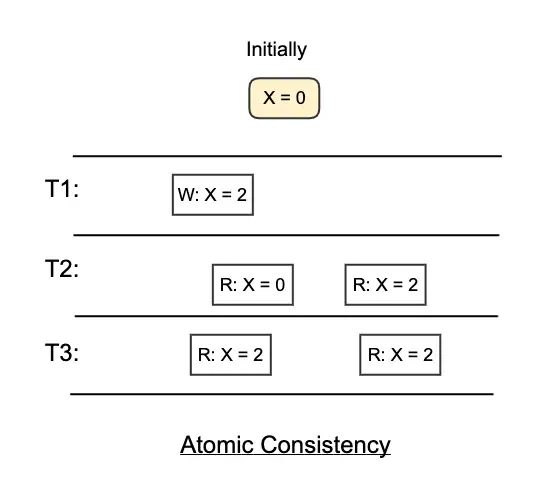 Initially
X = 0
T1:
W: X = 2
T2:
R: X = 0 R: X = 2
T3:
R: X = 2 R: X = 2
Atomic Consistency